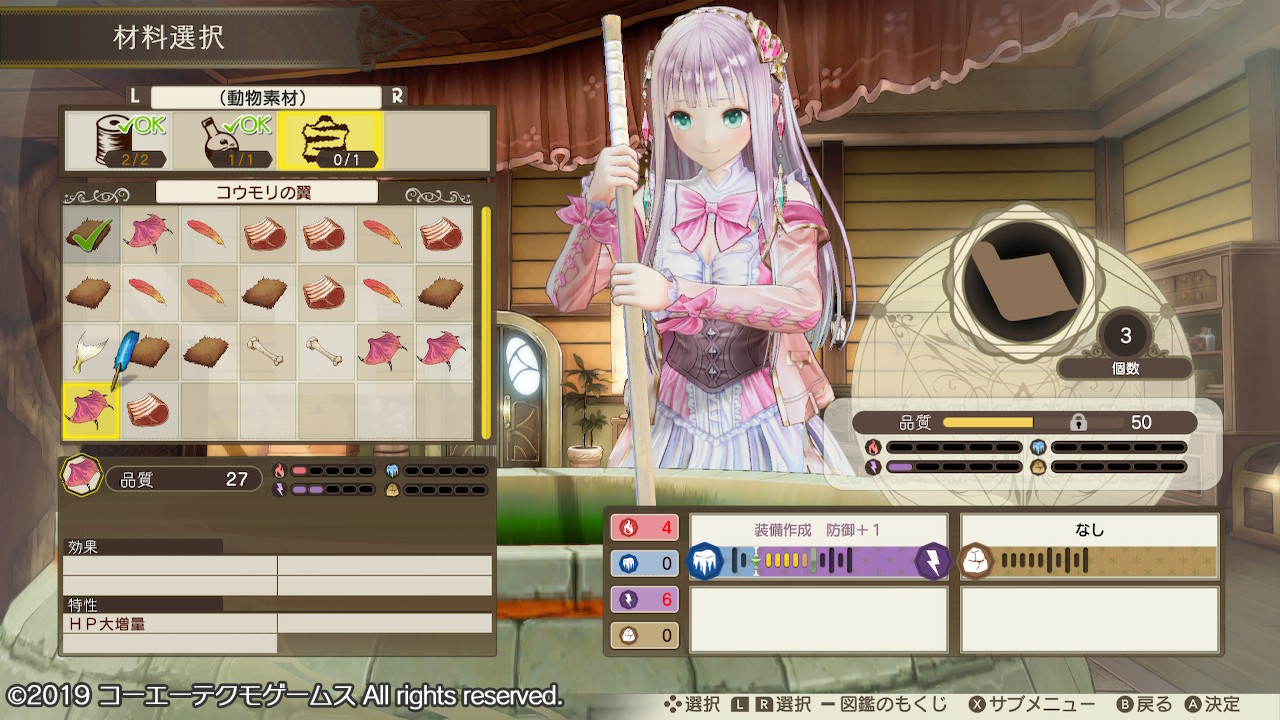 材料選択
L (動物素材) R
OK OK
2/2 1/1 0/1
コウモリの翼
3
個数
品質 50
品質 27
効果
特性
HP大増量
4
0
6
0
装備作成 防御+1
なし
©2019 コーエーテクモゲームス All rights reserved.
選択 L R 選択 ー 図鑑のもくじ X サブメニュー B 戻る A 決定